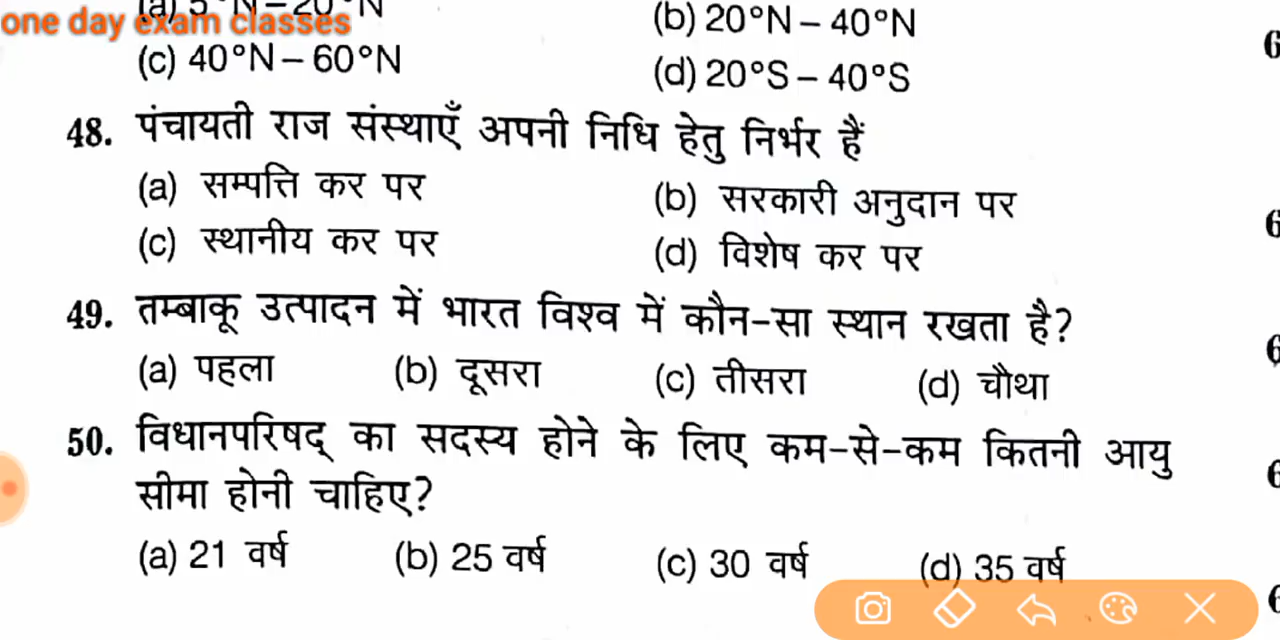 (a) 5°N – 20°N
one day exam classes
(b) 20°N – 40°N
(c) 40°N – 60°N
(d) 20°S – 40°S
48. पंचायती राज संस्थाएँ अपनी निधि हेतु निर्भर हैं
(a) सम्पत्ति कर पर
(b) सरकारी अनुदान पर
(c) स्थानीय कर पर
(d) विशेष कर पर
49. तम्बाकू उत्पादन में भारत विश्व में कौन-सा स्थान रखता है?
(a) पहला (b) दूसरा (c) तीसरा (d) चौथा
50. विधानपरिषद् का सदस्य होने के लिए कम-से-कम कितनी आयु
सीमा होनी चाहिए?
(a) 21 वर्ष (b) 25 वर्ष (c) 30 वर्ष (d) 35 वर्ष